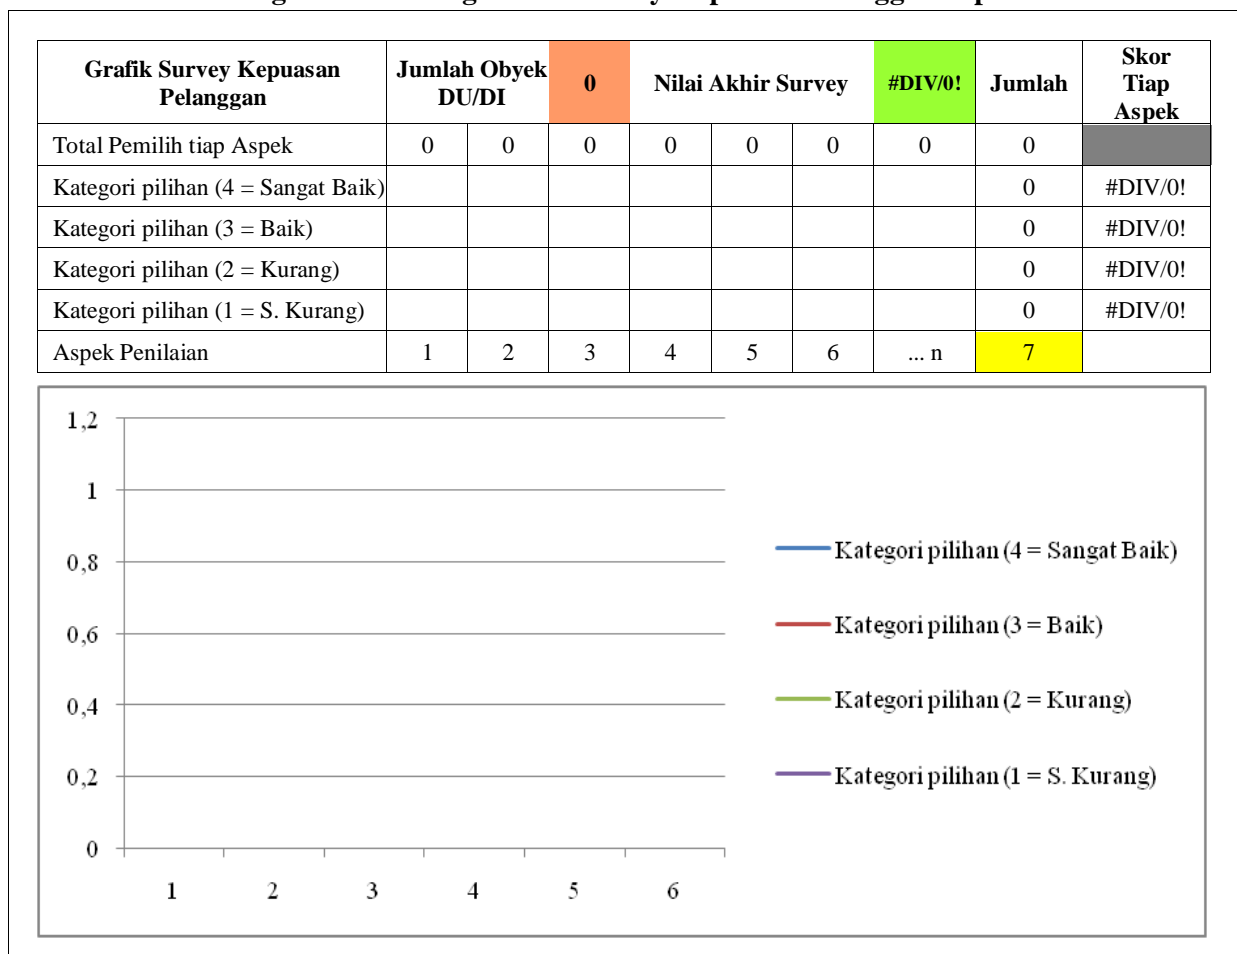 Grafik Survey Kepuasan Pelanggan Jumlah Obyek DU/DI 0 Nilai Akhir Survey #DIV/0! Jumlah Skor Tiap Aspek
Total Pemilih tiap Aspek 0 0 0 0 0 0 0 0
Kategori pilihan (4 = Sangat Baik) 0 #DIV/0!
Kategori pilihan (3 = Baik) 0 #DIV/0!
Kategori pilihan (2 = Kurang) 0 #DIV/0!
Kategori pilihan (1 = S. Kurang) 0 #DIV/0!
Aspek Penilaian 1 2 3 4 5 6 ... n 7
1,2
1
0,8
0,6
0,4
0,2
0
1 2 3 4 5 6
Kategori pilihan (4 = Sangat Baik)
Kategori pilihan (3 = Baik)
Kategori pilihan (2 = Kurang)
Kategori pilihan (1 = S. Kurang)